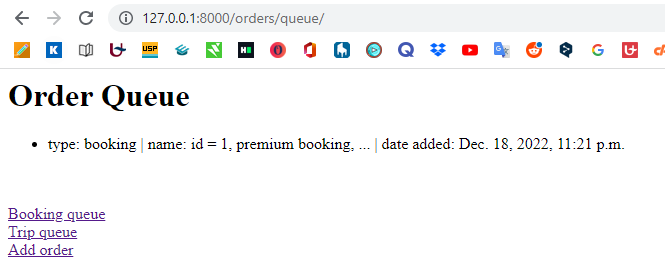 127.0.0.1:8000/orders/queue/
K
USP
H
Q
G
Order Queue
• type: booking | name: id = 1, premium booking, ... | date added: Dec. 18, 2022, 11:21 p.m.
Booking queue
Trip queue
Add order